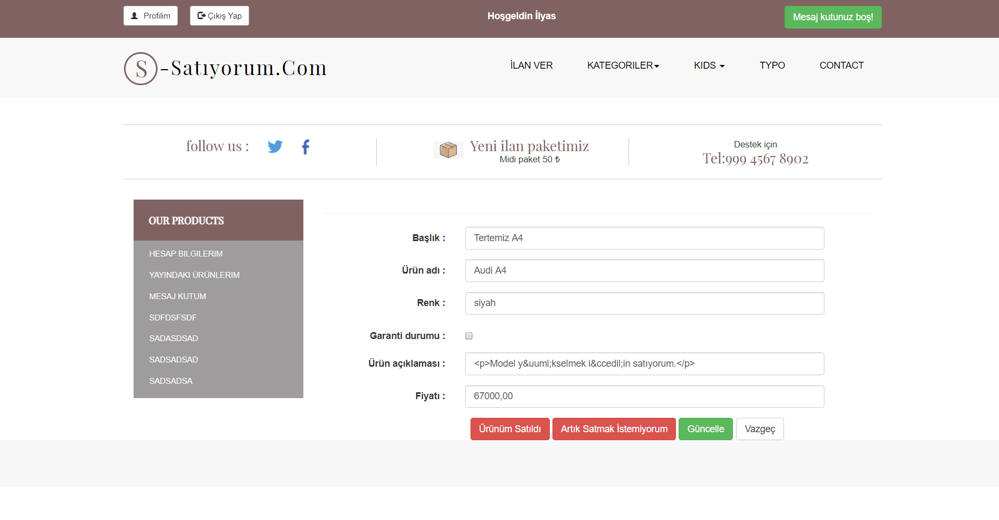 Profilim
Çıkış Yap
Hoşgeldin İlyas
Mesaj kutunuz boş!
S-Satıyorum.Com
İLAN VER
KATEGORILER
KIDS
TYPO
CONTACT
follow us :
Yeni ilan paketimiz
Midi paket 50 ₺
Destek için
Tel:999 4567 8902
OUR PRODUCTS
HESAP BILGILERIM
YAYINDAKI ÜRÜNLERIM
MESAJ KUTUM
SDFDSFSDF
SADASDSAD
SADSADSAD
SADSADSA
Başlık : Tertemiz A4
Ürün adı : Audi A4
Renk : siyah
Garanti durumu :
Ürün açıklaması : <p>Model y&uuml;kselmek i&ccedil;in satıyorum.</p>
Fiyatı : 67000,00
Ürünüm Satıldı
Artık Satmak İstemiyorum
Güncelle
Vazgeç